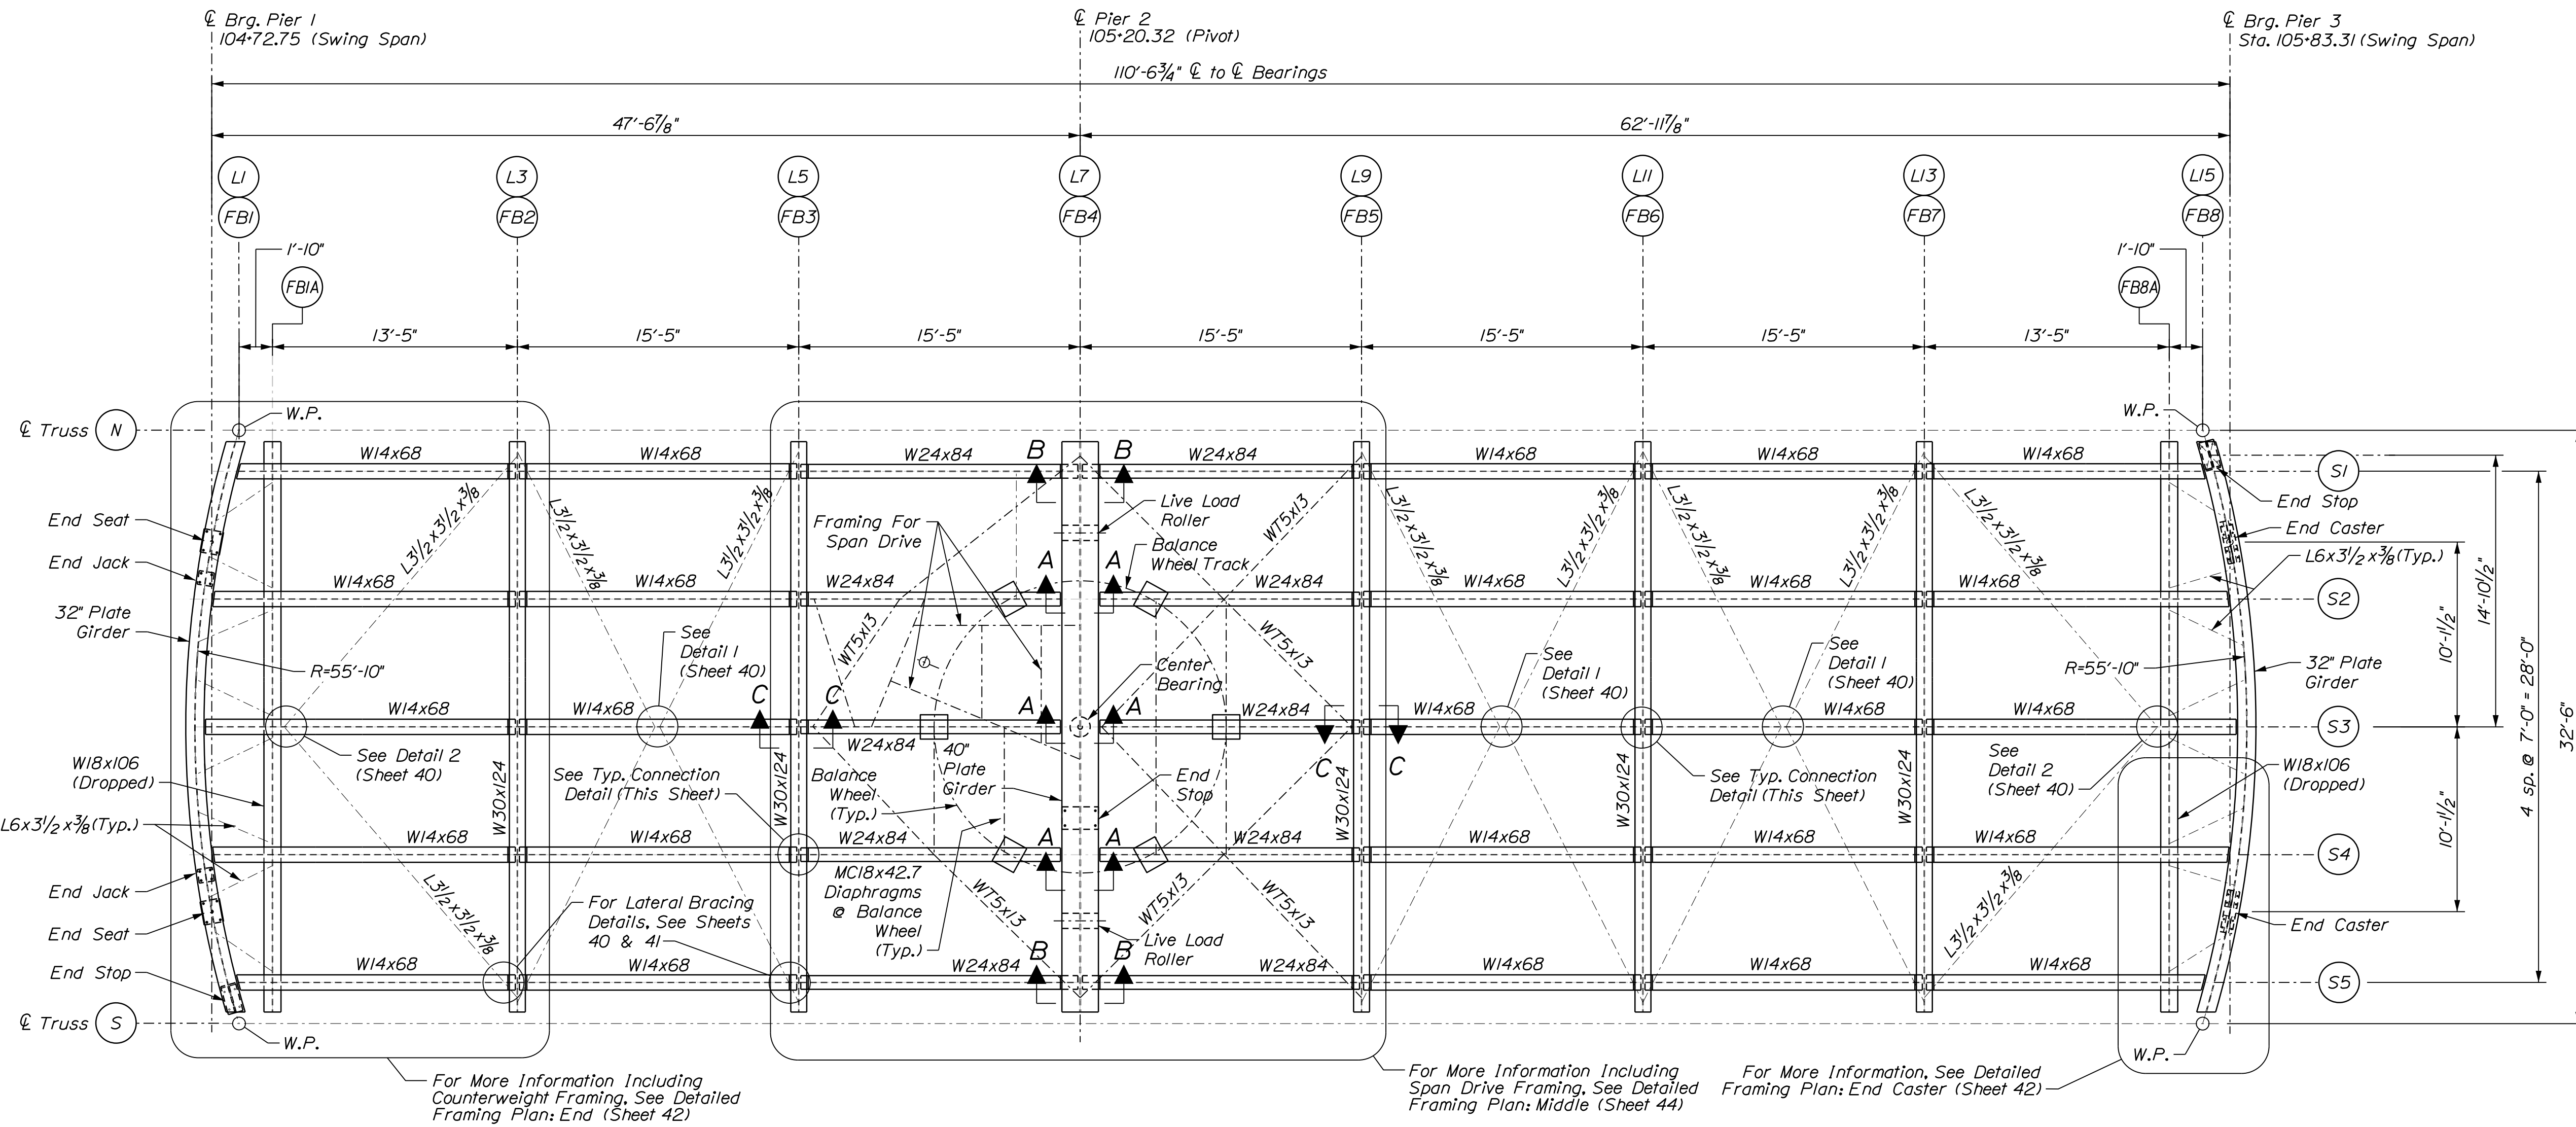 ℄ Brg. Pier 1
104+72.75 (Swing Span)
℄ Pier 2
105+20.32 (Pivot)
℄ Brg. Pier 3
Sta. 105+83.31 (Swing Span)
110'-6¾" ℄ to ℄ Bearings
47'-6⅞"
62'-11⅞"
L1
L3
L5
L7
L9
L11
L13
L15
FB1
FB2
FB3
FB4
FB5
FB6
FB7
FB8
1'-10"
1'-10"
FB1A
FB8A
13'-5"
15'-5"
15'-5"
15'-5"
15'-5"
15'-5"
13'-5"
℄ Truss N
W.P.
W.P.
W14x68
W14x68
W24x84
B
B
W24x84
W14x68
W14x68
W14x68
S1
End Stop
End Seat
End Jack
32" Plate
Girder
R=55'-10"
L3½x3½x⅜
L3½x3½x⅜
L3½x3½x⅜
Framing For
Span Drive
Live Load
Roller
Balance
Wheel Track
WT5x13
L3½x3½x⅜
L3½x3½x⅜
L3½x3½x⅜
L3½x3½x⅜
L3½x3½x⅜
End Caster
L6x3½x⅜(Typ.)
W14x68
W14x68
W24x84
A
A
W24x84
W14x68
W14x68
W14x68
S2
WT5x13
WT5x13
See
Detail 1
(Sheet 40)
Center
Bearing
See
Detail 1
(Sheet 40)
See
Detail 1
(Sheet 40)
R=55'-10"
32" Plate
Girder
10'-1½"
14'-10½"
4 sp. @ 7'-0" = 28'-0"
32'-6"
10'-1½"
W14x68
W14x68
C
C
W24x84
A
A
W24x84
W14x68
W14x68
W14x68
S3
C
C
See Detail 2
(Sheet 40)
W18x106
(Dropped)
W30x124
See Typ. Connection
Detail (This Sheet)
W30x124
Balance
Wheel
(Typ.)
40"
Plate
Girder
End
Stop
W30x124
W30x124
See Typ. Connection
Detail (This Sheet)
W30x124
See
Detail 2
(Sheet 40)
W18x106
(Dropped)
L6x3½x⅜(Typ.)
W14x68
W14x68
W24x84
A
A
W24x84
W14x68
W14x68
W14x68
S4
End Jack
End Seat
End Stop
L3½x3½x⅜
For Lateral Bracing
Details, See Sheets
40 & 41
MC18x42.7
Diaphragms
@ Balance
Wheel
(Typ.)
WT5x13
WT5x13
WT5x13
Live Load
Roller
L3½x3½x⅜
End Caster
W14x68
W14x68
W24x84
B
B
W24x84
W14x68
W14x68
W14x68
S5
℄ Truss S
W.P.
W.P.
For More Information Including
Counterweight Framing, See Detailed
Framing Plan: End (Sheet 42)
For More Information Including
Span Drive Framing, See Detailed
Framing Plan: Middle (Sheet 44)
For More Information, See Detailed
Framing Plan: End Caster (Sheet 42)